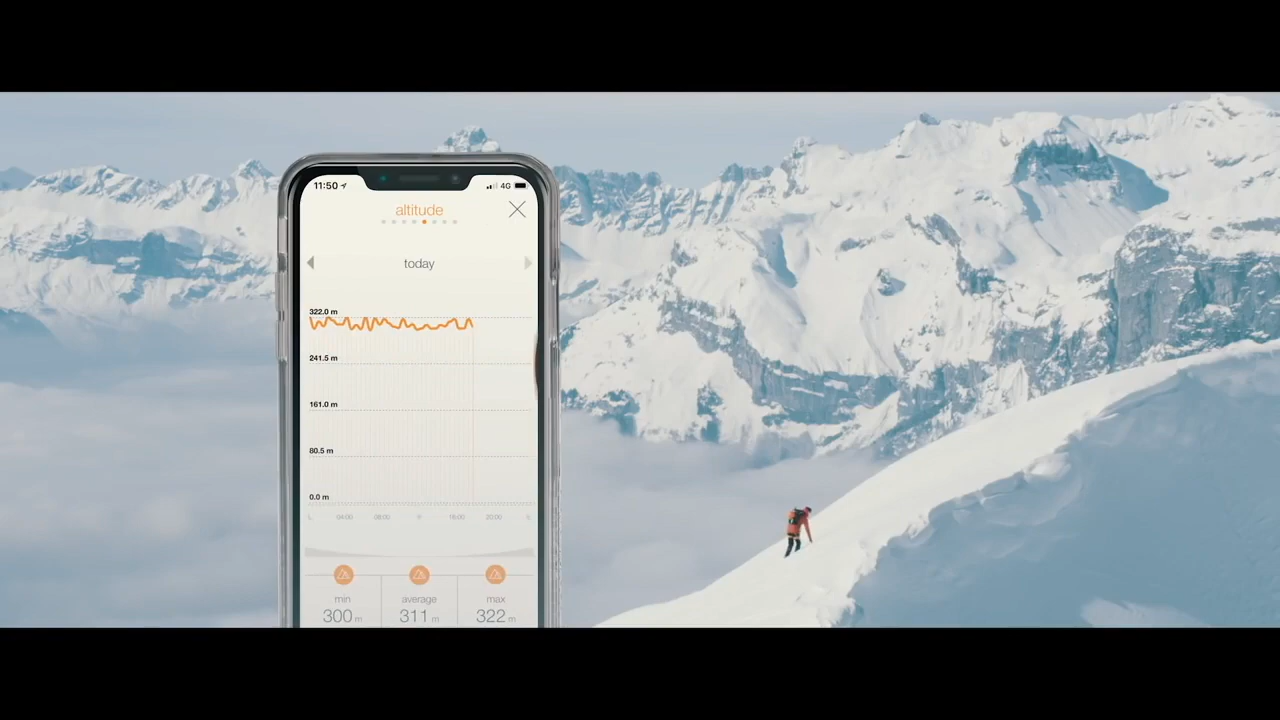 11:50 4G
altitude
today
322.0 m
241.5 m
161.0 m
80.5 m
0.0 m
04:00 08:00 16:00 20:00
min average max
300 m 311 m 322 m